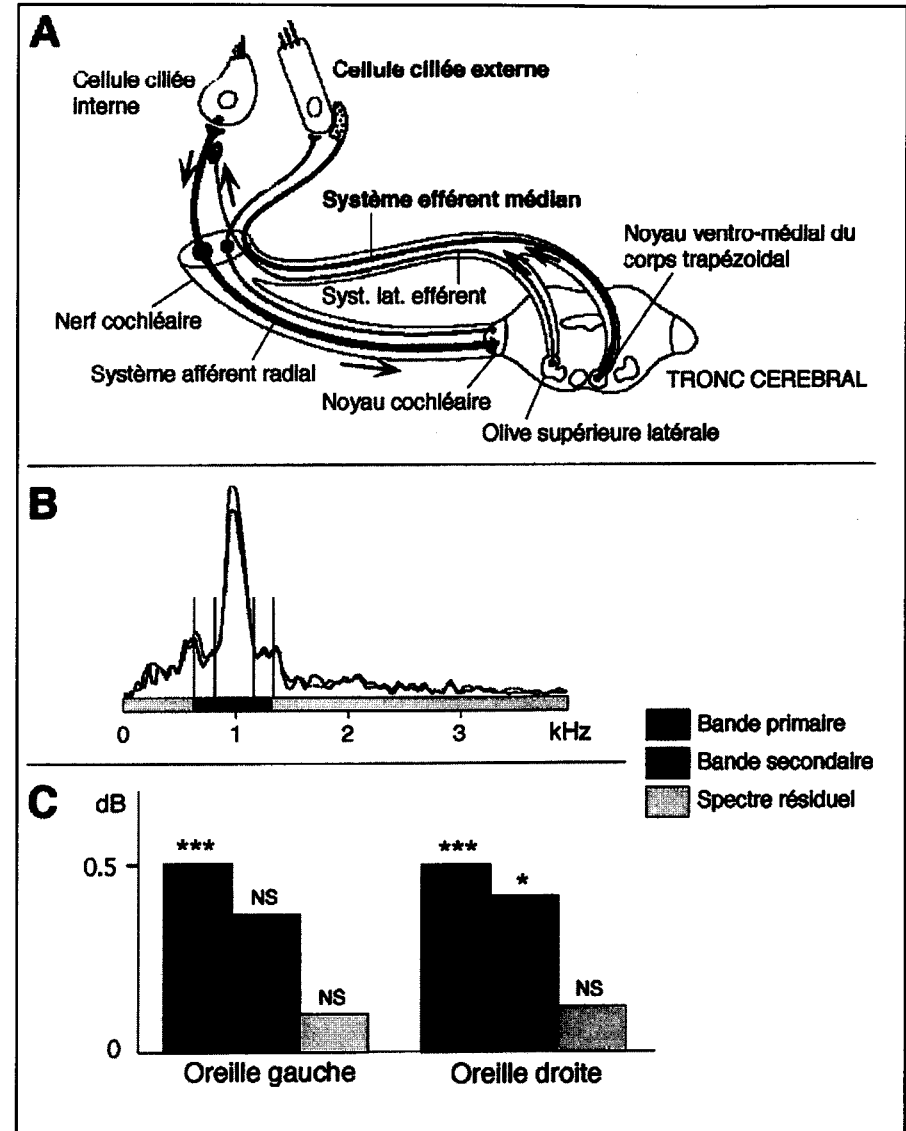 A
Cellule ciliée
interne
Cellule ciliée externe
Système efférent médian
Noyau ventro-médial du
corps trapézoidal
Syst. lat. efférent
Nerf cochléaire
Système afférent radial
Noyau cochléaire
TRONC CEREBRAL
Olive supérieure latérale
B
0 1 2 3 kHz
Bande primaire
Bande secondaire
Spectre résiduel
C
dB
0.5
0
*** NS NS
*** * NS
Oreille gauche Oreille droite